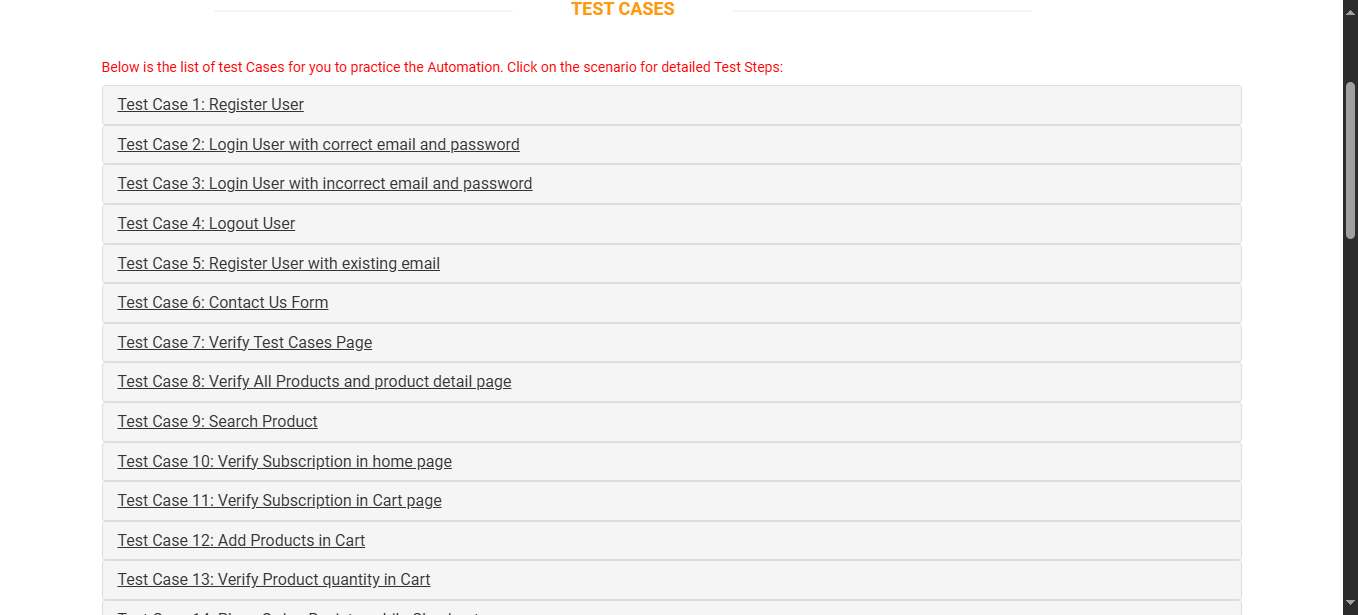 TEST CASES
Below is the list of test Cases for you to practice the Automation. Click on the scenario for detailed Test Steps:
Test Case 1: Register User
Test Case 2: Login User with correct email and password
Test Case 3: Login User with incorrect email and password
Test Case 4: Logout User
Test Case 5: Register User with existing email
Test Case 6: Contact Us Form
Test Case 7: Verify Test Cases Page
Test Case 8: Verify All Products and product detail page
Test Case 9: Search Product
Test Case 10: Verify Subscription in home page
Test Case 11: Verify Subscription in Cart page
Test Case 12: Add Products in Cart
Test Case 13: Verify Product quantity in Cart